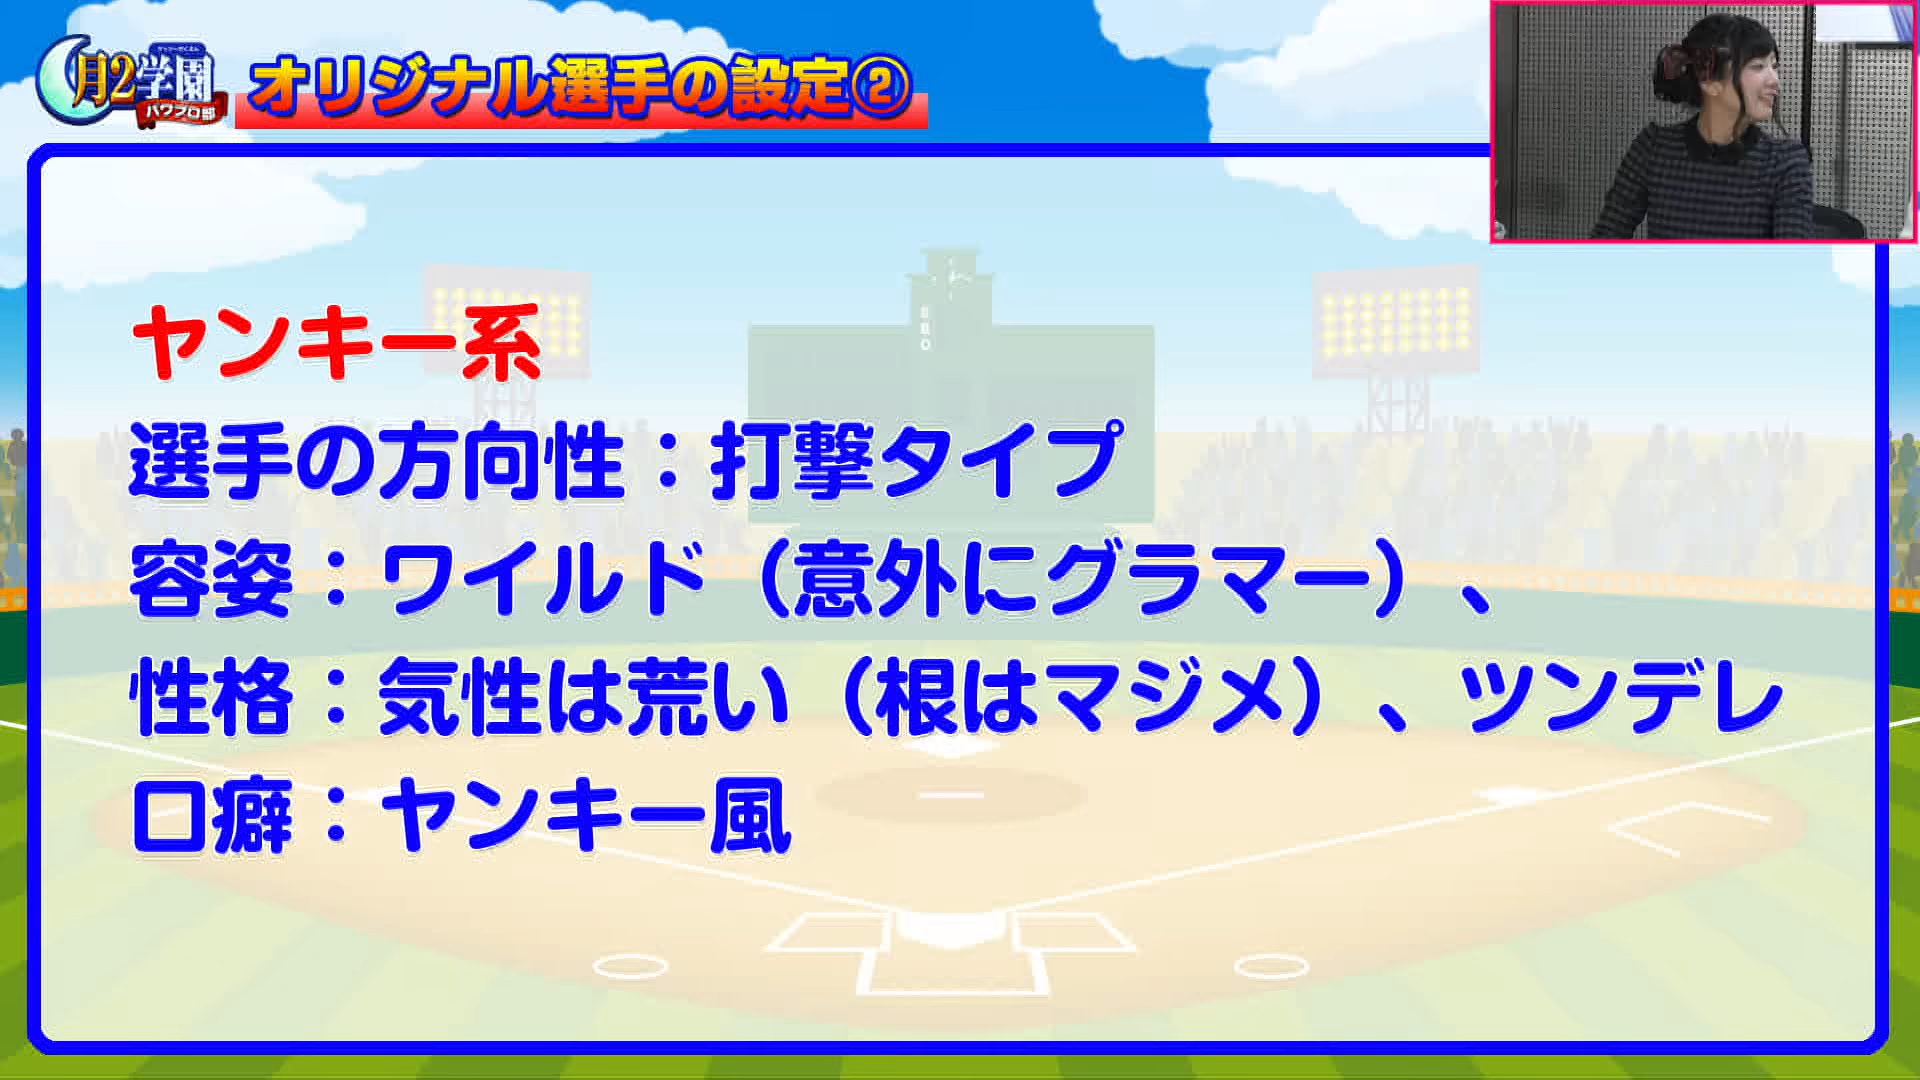 月2学園
パワプロ部
オリジナル選手の設定②
ヤンキー系
選手の方向性：打撃タイプ
容姿：ワイルド（意外にグラマー）、
性格：気性は荒い（根はマジメ）、ツンデレ
口癖：ヤンキー風
S
B
O